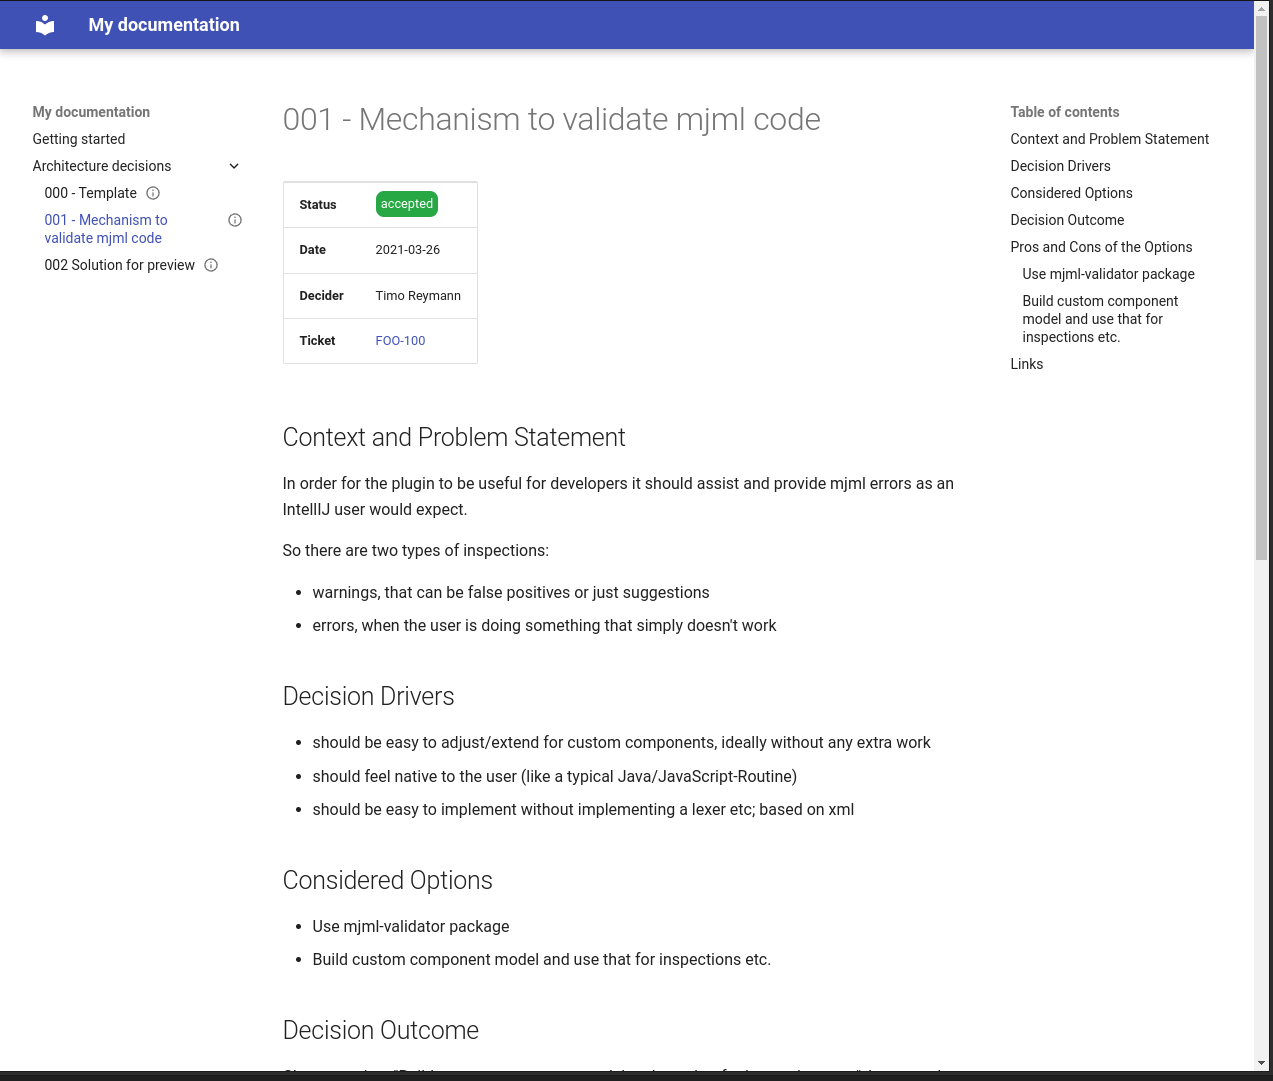 My documentation
My documentation
Getting started
Architecture decisions
000 - Template
001 - Mechanism to
validate mjml code
002 Solution for preview
001 - Mechanism to validate mjml code
Status accepted
Date 2021-03-26
Decider Timo Reymann
Ticket FOO-100
Context and Problem Statement
In order for the plugin to be useful for developers it should assist and provide mjml errors as an
IntellIJ user would expect.
So there are two types of inspections:
• warnings, that can be false positives or just suggestions
• errors, when the user is doing something that simply doesn't work
Decision Drivers
• should be easy to adjust/extend for custom components, ideally without any extra work
• should feel native to the user (like a typical Java/JavaScript-Routine)
• should be easy to implement without implementing a lexer etc; based on xml
Considered Options
• Use mjml-validator package
• Build custom component model and use that for inspections etc.
Decision Outcome
Table of contents
Context and Problem Statement
Decision Drivers
Considered Options
Decision Outcome
Pros and Cons of the Options
Use mjml-validator package
Build custom component
model and use that for
inspections etc.
Links